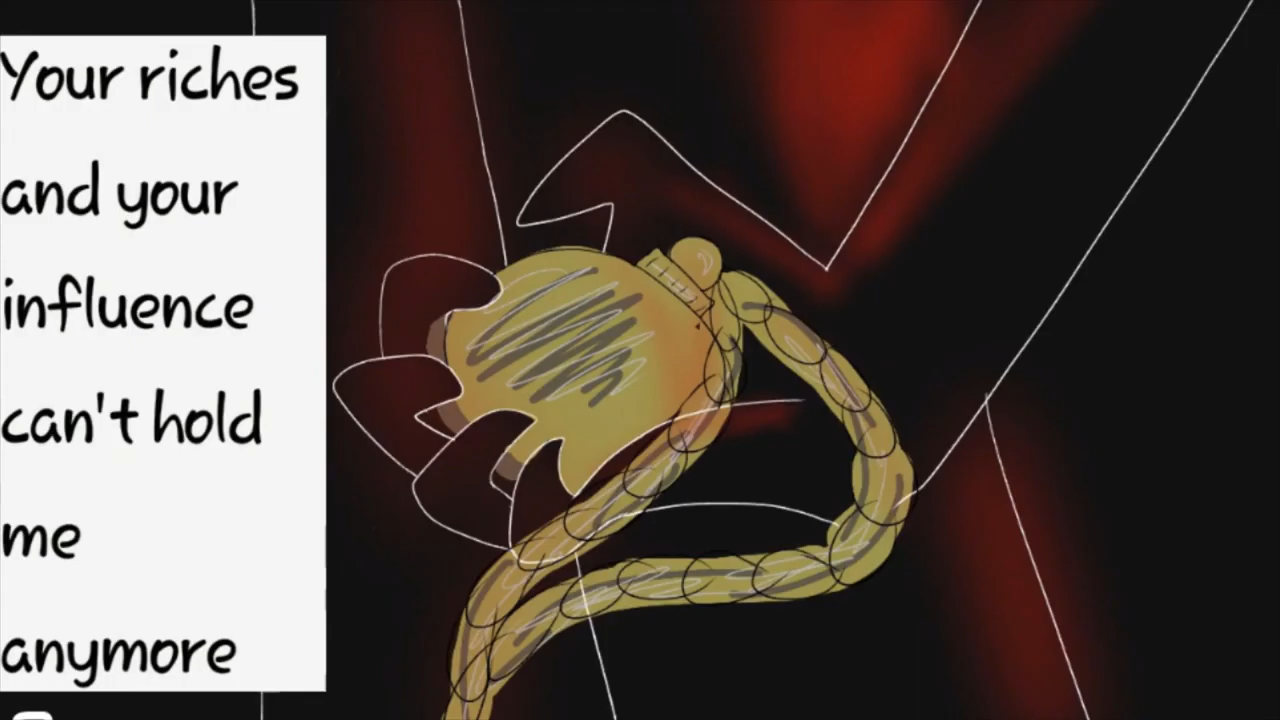 Your riches
and your
influence
can't hold
me
anymore